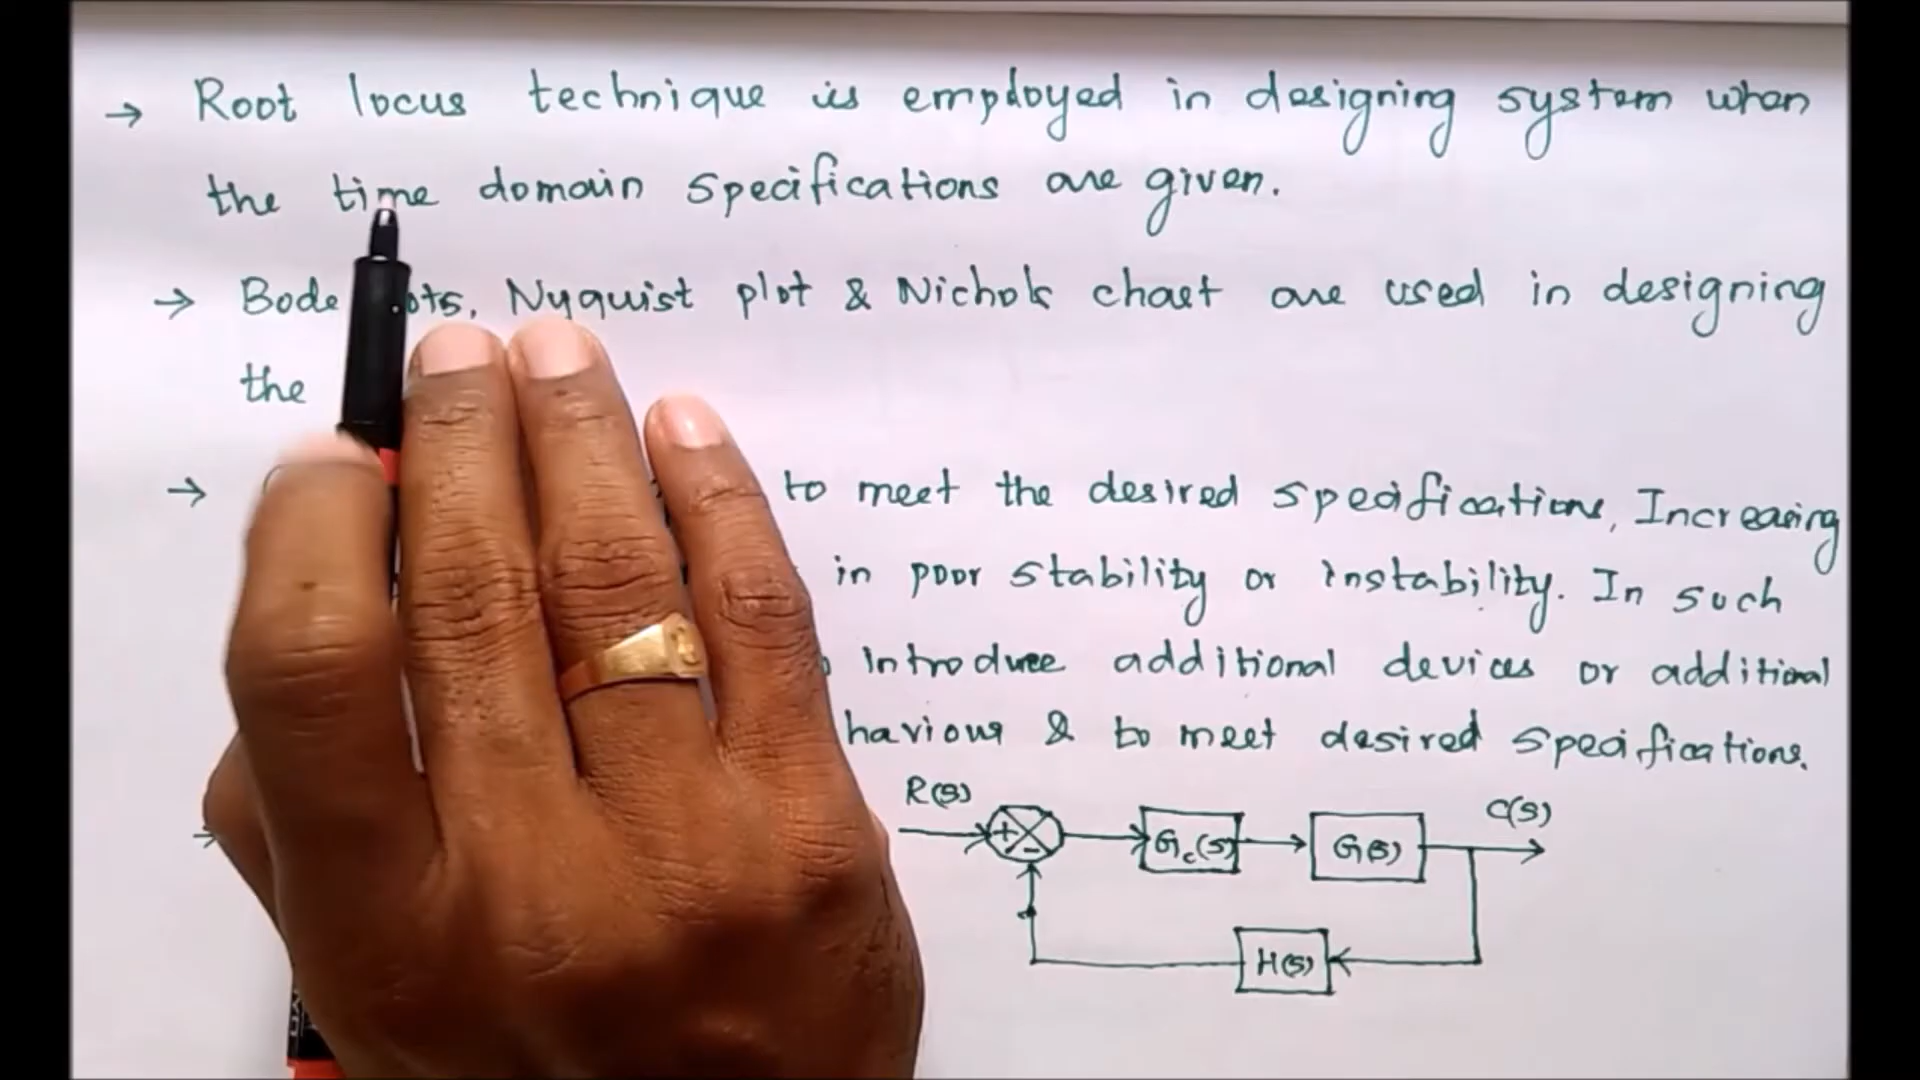 → Root locus technique is employed in designing system when
the time domain specifications are given.
→ Bode Nyquist plot & Nichols chart are used in designing
the
→ to meet the desired specifications, Increasing
in poor stability or instability. In such
Introduce additional devices or additional
haviour & to meet desired specifications.
R(s) C(s)
+ - Gc(s) G(s)
H(s)